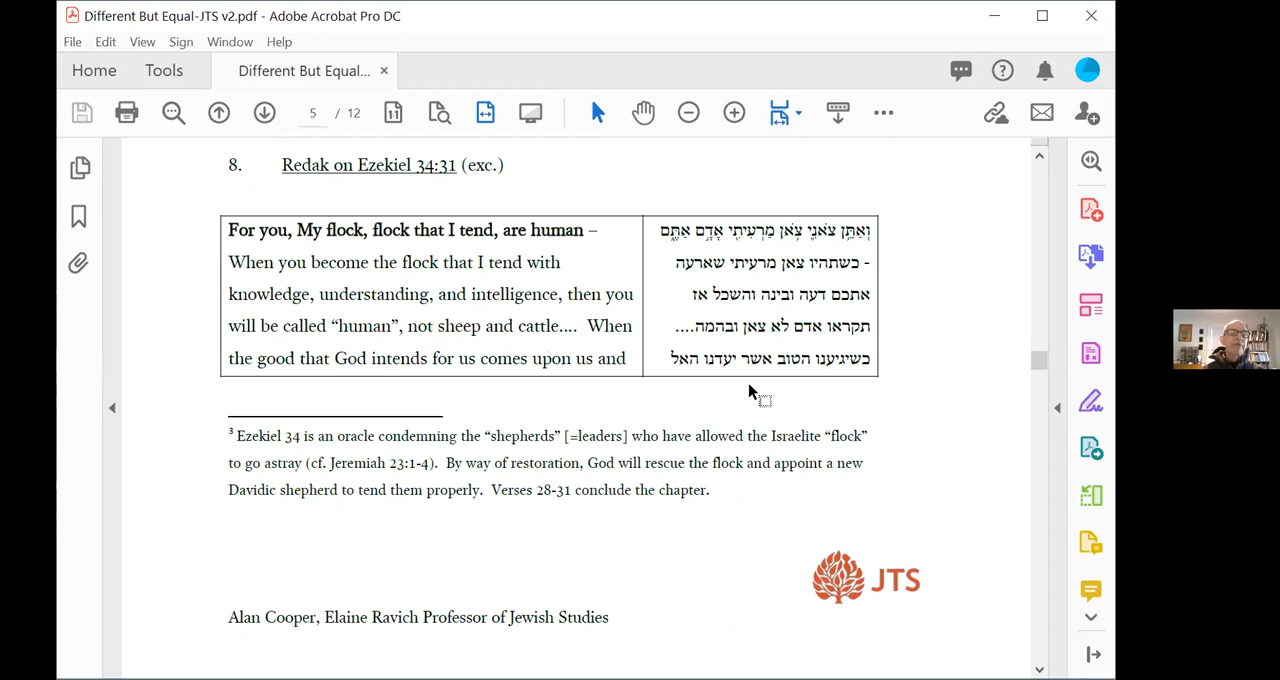 Different But Equal-JTS v2.pdf - Adobe Acrobat Pro DC
File Edit View Sign Window Help
Home Tools Different But Equal... ×
5 / 12
8. Redak on Ezekiel 34:31 (exc.)
For you, My flock, flock that I tend, are human –
When you become the flock that I tend with
knowledge, understanding, and intelligence, then you
will be called “human”, not sheep and cattle.... When
the good that God intends for us comes upon us and
וְאַתֵּ֥ן צֹאנִ֛י צֹ֥אן מַרְעִיתִ֖י אָדָ֣ם אַתֶּ֑ם
- כשתהיו צאן מרעיתי שארעה
אתכם דעה ובינה והשכל אז
תקראו אדם לא צאן ובהמה....
כשיגיענו הטוב אשר יעדנו האל
3 Ezekiel 34 is an oracle condemning the “shepherds” [=leaders] who have allowed the Israelite “flock”
to go astray (cf. Jeremiah 23:1-4). By way of restoration, God will rescue the flock and appoint a new
Davidic shepherd to tend them properly. Verses 28-31 conclude the chapter.
JTS
Alan Cooper, Elaine Ravich Professor of Jewish Studies